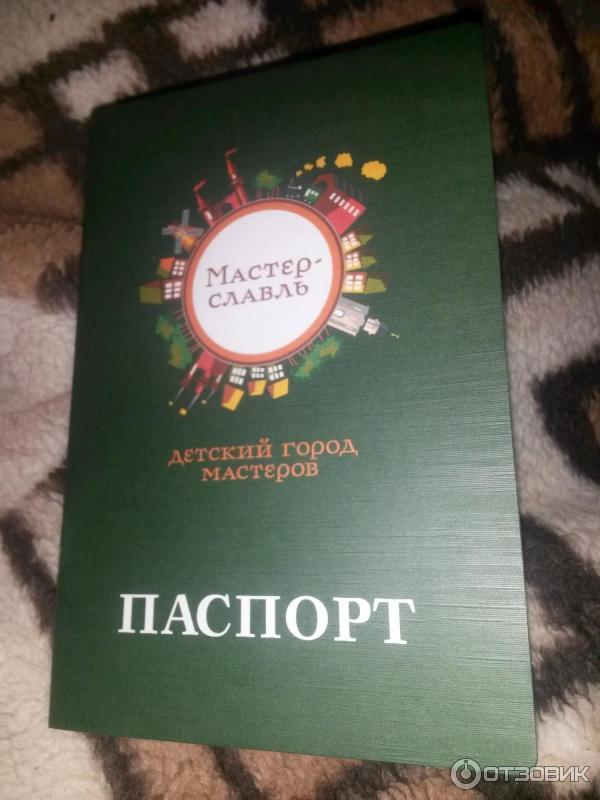 Мастер-
славль
детский город
мастеров
ПАСПОРТ
ОТЗОВИК